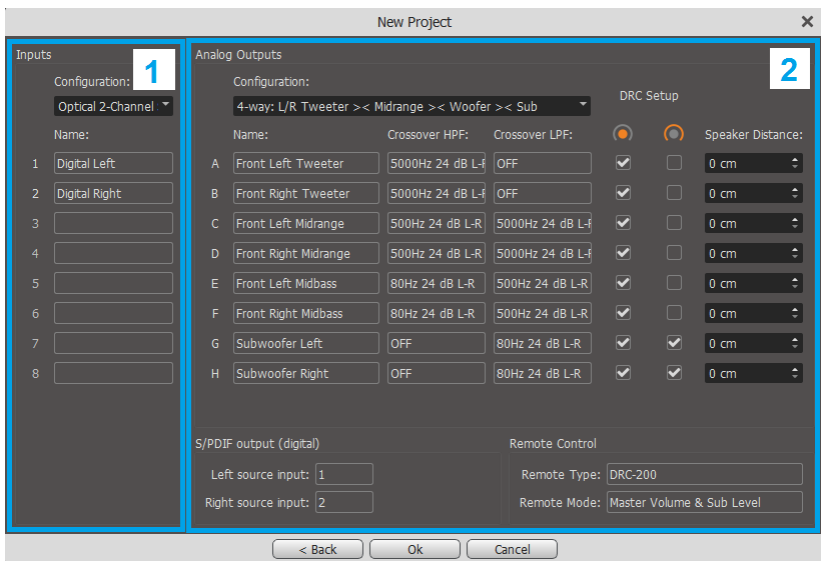 New Project
Inputs
1
Configuration:
Optical 2-Channel
Name:
1 Digital Left
2 Digital Right
3
4
5
6
7
8
Analog Outputs
2
Configuration:
4-way: L/R Tweeter >< Midrange >< Woofer >< Sub
DRC Setup
Name: Crossover HPF: Crossover LPF: Speaker Distance:
A Front Left Tweeter 5000Hz 24 dB L-R OFF 0 cm
B Front Right Tweeter 5000Hz 24 dB L-R OFF 0 cm
C Front Left Midrange 500Hz 24 dB L-R 5000Hz 24 dB L-R 0 cm
D Front Right Midrange 500Hz 24 dB L-R 5000Hz 24 dB L-R 0 cm
E Front Left Midbass 80Hz 24 dB L-R 500Hz 24 dB L-R 0 cm
F Front Right Midbass 80Hz 24 dB L-R 500Hz 24 dB L-R 0 cm
G Subwoofer Left OFF 80Hz 24 dB L-R 0 cm
H Subwoofer Right OFF 80Hz 24 dB L-R 0 cm
S/PDIF output (digital)
Left source input: 1
Right source input: 2
Remote Control
Remote Type: DRC-200
Remote Mode: Master Volume & Sub Level
< Back Ok Cancel